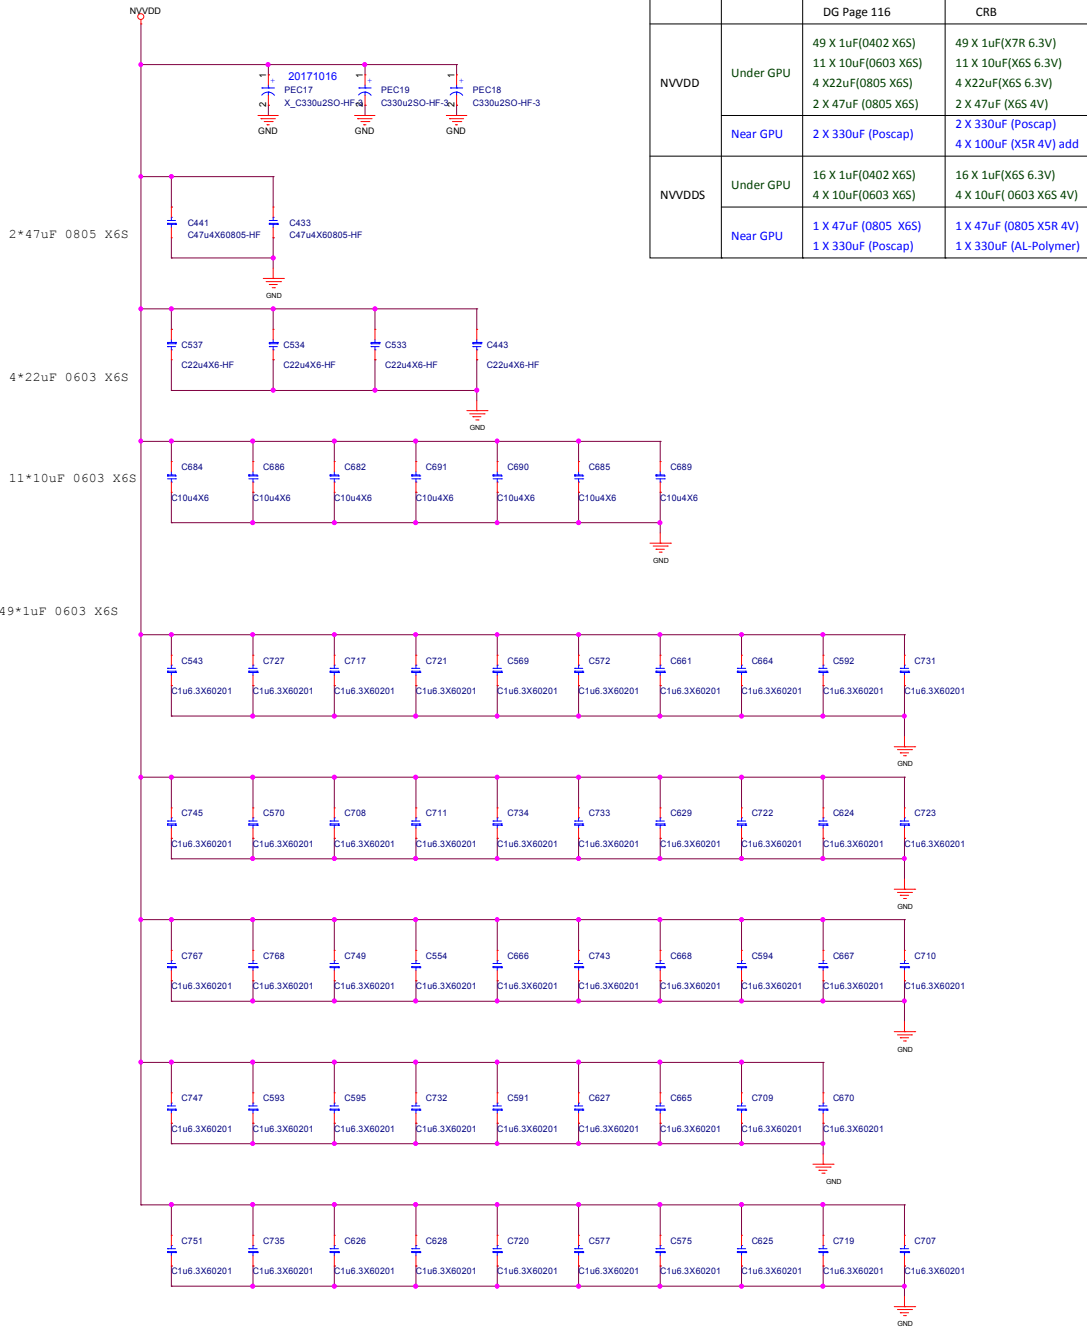 NVVDD
DG Page 116 CRB
NVVDD Under GPU 49 X 1uF(0402 X6S) 49 X 1uF(X7R 6.3V)
11 X 10uF(0603 X6S) 11 X 10uF(X6S 6.3V)
4 X22uF(0805 X6S) 4 X22uF(X6S 6.3V)
2 X 47uF (0805 X6S) 2 X 47uF (X6S 4V)
Near GPU 2 X 330uF (Poscap) 2 X 330uF (Poscap)
4 X 100uF (X5R 4V) add
NVVDDS Under GPU 16 X 1uF(0402 X6S) 16 X 1uF(X6S 6.3V)
4 X 10uF(0603 X6S) 4 X 10uF( 0603 X6S 4V)
Near GPU 1 X 47uF (0805 X6S) 1 X 47uF (0805 X5R 4V)
1 X 330uF (Poscap) 1 X 330uF (AL-Polymer)
20171016
1 1 1
PEC17 PEC19 PEC18
X_C330u2SO-HF-3 C330u2SO-HF-3 C330u2SO-HF-3
2 2 2
GND GND GND
2*47uF 0805 X6S
C441 C433
C47u4X60805-HF C47u4X60805-HF
GND
4*22uF 0603 X6S
C537 C534 C533 C443
C22u4X6-HF C22u4X6-HF C22u4X6-HF C22u4X6-HF
GND
11*10uF 0603 X6S
C684 C686 C682 C691 C690 C685 C689
C10u4X6 C10u4X6 C10u4X6 C10u4X6 C10u4X6 C10u4X6 C10u4X6
GND
49*1uF 0603 X6S
C543 C727 C717 C721 C569 C572 C661 C664 C592 C731
C1u6.3X60201 C1u6.3X60201 C1u6.3X60201 C1u6.3X60201 C1u6.3X60201 C1u6.3X60201 C1u6.3X60201 C1u6.3X60201 C1u6.3X60201 C1u6.3X60201
GND
C745 C570 C708 C711 C734 C733 C629 C722 C624 C723
C1u6.3X60201 C1u6.3X60201 C1u6.3X60201 C1u6.3X60201 C1u6.3X60201 C1u6.3X60201 C1u6.3X60201 C1u6.3X60201 C1u6.3X60201 C1u6.3X60201
GND
C767 C768 C749 C554 C666 C743 C668 C594 C667 C710
C1u6.3X60201 C1u6.3X60201 C1u6.3X60201 C1u6.3X60201 C1u6.3X60201 C1u6.3X60201 C1u6.3X60201 C1u6.3X60201 C1u6.3X60201 C1u6.3X60201
GND
C747 C593 C595 C732 C591 C627 C665 C709 C670
C1u6.3X60201 C1u6.3X60201 C1u6.3X60201 C1u6.3X60201 C1u6.3X60201 C1u6.3X60201 C1u6.3X60201 C1u6.3X60201 C1u6.3X60201
GND
C751 C735 C626 C628 C720 C577 C575 C625 C719 C707
C1u6.3X60201 C1u6.3X60201 C1u6.3X60201 C1u6.3X60201 C1u6.3X60201 C1u6.3X60201 C1u6.3X60201 C1u6.3X60201 C1u6.3X60201 C1u6.3X60201
GND